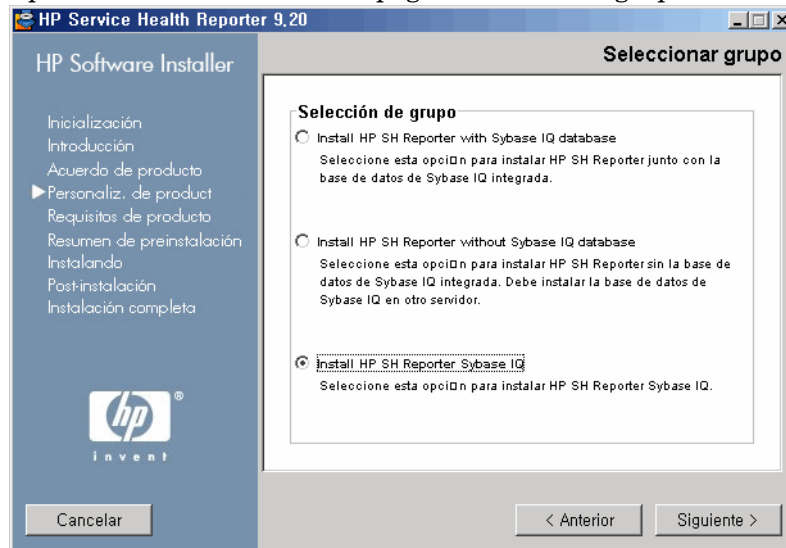 HP Service Health Reporter 9,20
HP Software Installer
Seleccionar grupo
Inicialización
Introducción
Acuerdo de producto
Personaliz. de product
Requisitos de producto
Resumen de preinstalación
Instalando
Post-instalación
Instalación completa
Selección de grupo
Install HP SH Reporter with Sybase IQ database
Seleccione esta opci□n para instalar HP SH Reporter junto con la
base de datos de Sybase IQ integrada.
Install HP SH Reporter without Sybase IQ database
Seleccione esta opci□n para instalar HP SH Reporter sin la base de
datos de Sybase IQ integrada. Debe instalar la base de datos de
Sybase IQ en otro servidor.
Install HP SH Reporter Sybase IQ
Seleccione esta opci□n para instalar HP SH Reporter Sybase IQ.
hp ®
invent
Cancelar
< Anterior
Siguiente >